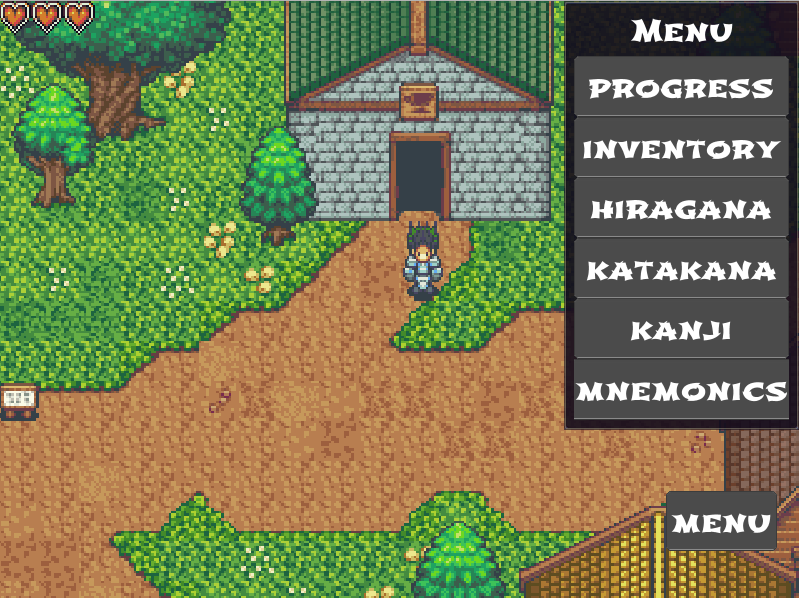 Menu
PROGRESS
INVENTORY
HIRAGANA
KATAKANA
KANJI
MNEMONICS
MENU